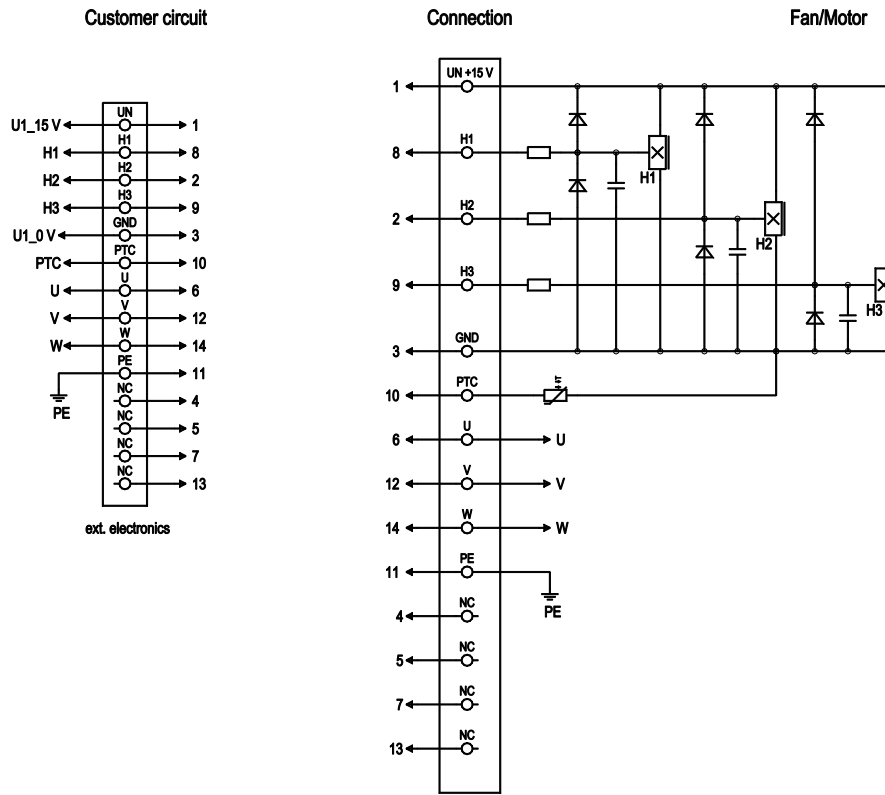 Customer circuit
Connection
Fan/Motor
UN
U1_15 V
1
H1
H1
8
H2
H2
2
H3
H3
9
GND
U1_0 V
3
PTC
PTC
10
U
U
6
V
V
12
W
W
14
PE
11
PE
NC
4
NC
5
NC
7
NC
13
ext. electronics
UN +15 V
1
H1
8
H1
H2
2
H2
H3
9
H3
GND
3
PTC
10
+T
U
6
U
V
12
V
W
14
W
PE
11
PE
NC
4
NC
5
NC
7
NC
13